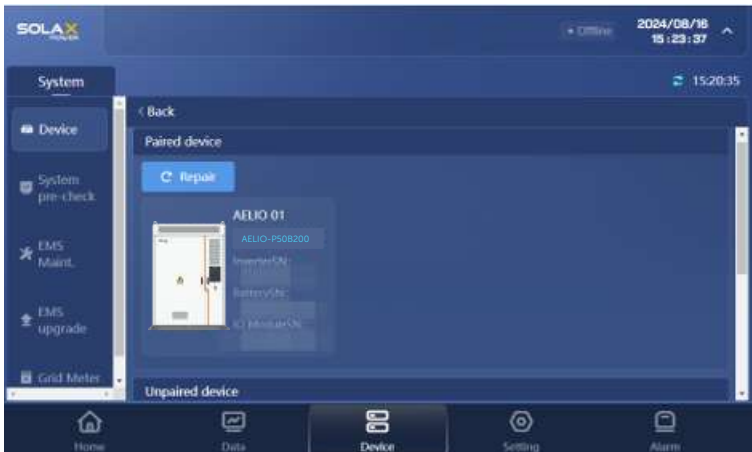 SOLAX
POWER
Offline
2024/08/16
15:23:37
System
15:20:35
Device
< Back
Paired device
System
pre-check
Repair
AELIO 01
AELIO-P50B200
InverterSN:
BatterySN:
IO ModuleSN:
EMS
Maint.
EMS
upgrade
Grid Meter
Unpaired device
Home
Data
Device
Setting
Alarm